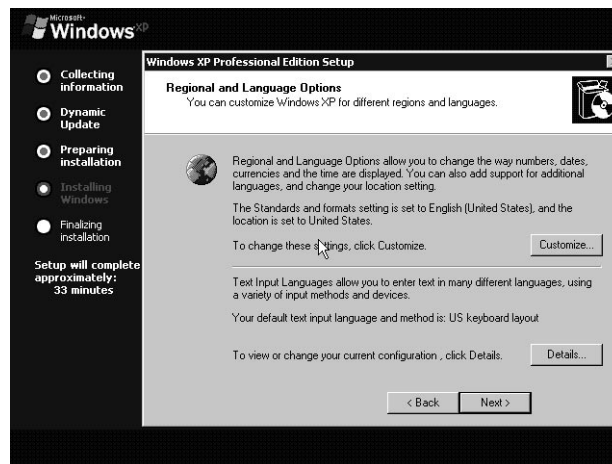 Microsoft®
Windows XP
Collecting
information
Dynamic
Update
Preparing
installation
Installing
Windows
Finalizing
installation
Setup will complete
approximately:
33 minutes
Windows XP Professional Edition Setup
Regional and Language Options
You can customize Windows XP for different regions and languages.
Regional and Language Options allow you to change the way numbers, dates,
currencies and the time are displayed. You can also add support for additional
languages, and change your location setting.
The Standards and formats setting is set to English (United States), and the
location is set to United States.
To change these settings, click Customize.
Customize...
Text Input Languages allow you to enter text in many different languages, using
a variety of input methods and devices.
Your default text input language and method is: US keyboard layout
To view or change your current configuration , click Details.
Details...
< Back
Next >